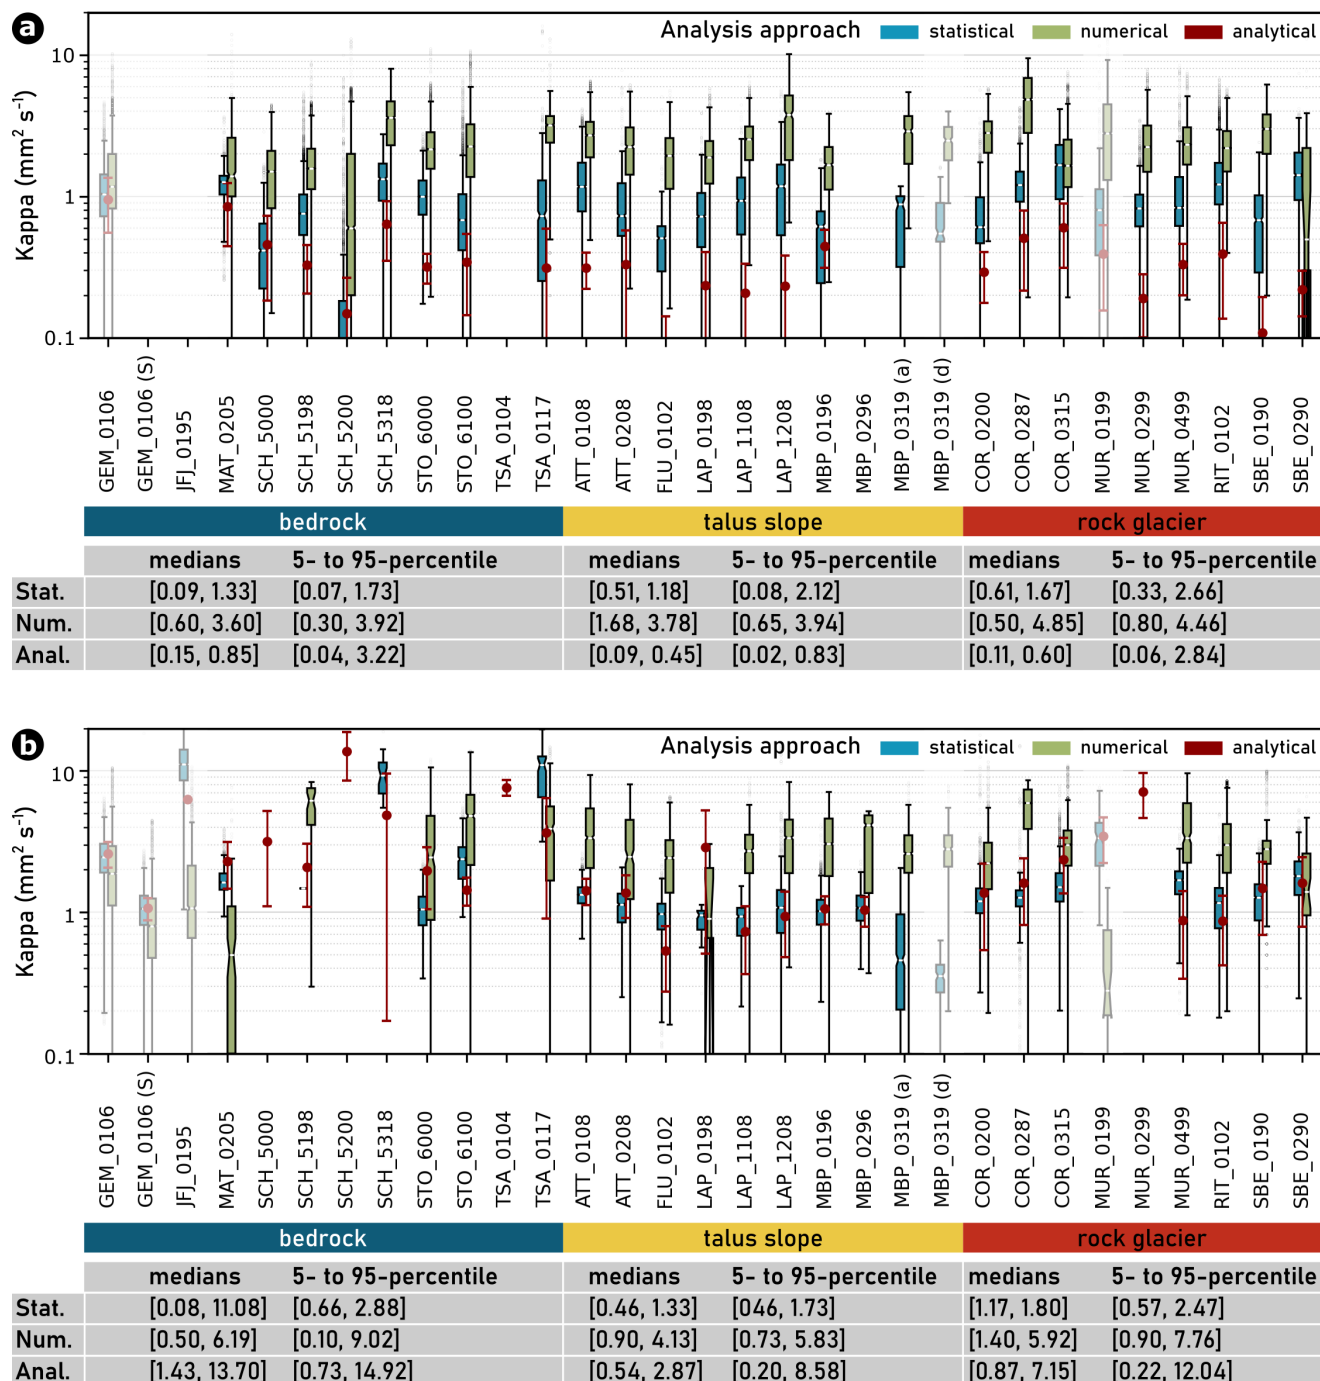 a
Analysis approach statistical numerical analytical
Kappa (mm² s⁻¹)
10
1
0.1
GEM_0106
GEM_0106 (S)
JFJ_0195
MAT_0205
SCH_5000
SCH_5198
SCH_5200
SCH_5318
STO_6000
STO_6100
TSA_0104
TSA_0117
ATT_0108
ATT_0208
FLU_0102
LAP_0198
LAP_1108
LAP_1208
MBP_0196
MBP_0296
MBP_0319 (a)
MBP_0319 (d)
COR_0200
COR_0287
COR_0315
MUR_0199
MUR_0299
MUR_0499
RIT_0102
SBE_0190
SBE_0290
bedrock talus slope rock glacier
medians 5- to 95-percentile medians 5- to 95-percentile medians 5- to 95-percentile
Stat. [0.09, 1.33] [0.07, 1.73] [0.51, 1.18] [0.08, 2.12] [0.61, 1.67] [0.33, 2.66]
Num. [0.60, 3.60] [0.30, 3.92] [1.68, 3.78] [0.65, 3.94] [0.50, 4.85] [0.80, 4.46]
Anal. [0.15, 0.85] [0.04, 3.22] [0.09, 0.45] [0.02, 0.83] [0.11, 0.60] [0.06, 2.84]
b
Analysis approach statistical numerical analytical
Kappa (mm² s⁻¹)
10
1
0.1
GEM_0106
GEM_0106 (S)
JFJ_0195
MAT_0205
SCH_5000
SCH_5198
SCH_5200
SCH_5318
STO_6000
STO_6100
TSA_0104
TSA_0117
ATT_0108
ATT_0208
FLU_0102
LAP_0198
LAP_1108
LAP_1208
MBP_0196
MBP_0296
MBP_0319 (a)
MBP_0319 (d)
COR_0200
COR_0287
COR_0315
MUR_0199
MUR_0299
MUR_0499
RIT_0102
SBE_0190
SBE_0290
bedrock talus slope rock glacier
medians 5- to 95-percentile medians 5- to 95-percentile medians 5- to 95-percentile
Stat. [0.08, 11.08] [0.66, 2.88] [0.46, 1.33] [046, 1.73] [1.17, 1.80] [0.57, 2.47]
Num. [0.50, 6.19] [0.10, 9.02] [0.90, 4.13] [0.73, 5.83] [1.40, 5.92] [0.90, 7.76]
Anal. [1.43, 13.70] [0.73, 14.92] [0.54, 2.87] [0.20, 8.58] [0.87, 7.15] [0.22, 12.04]